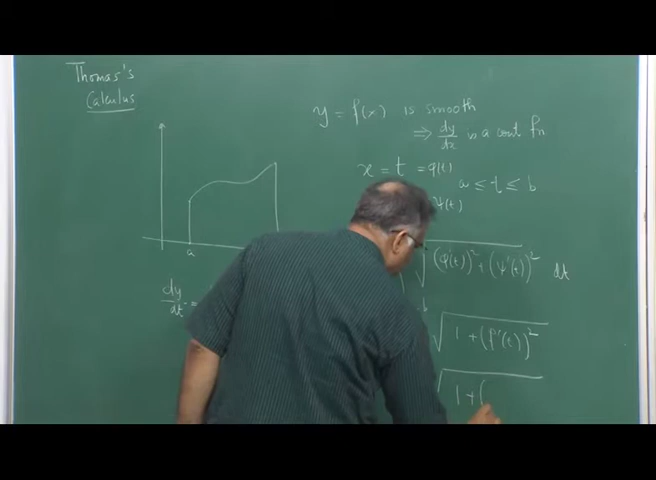 Thomas's
Calculus
y = f(x) is smooth
⇒ dy/dx is a cont fn
x = t = φ(t)
a ≤ t ≤ b
ψ(t)
a
√((φ(t))² + (ψ'(t))²) dt
dy/dt =
b
√(1 + (f'(t))²
√(1 + (